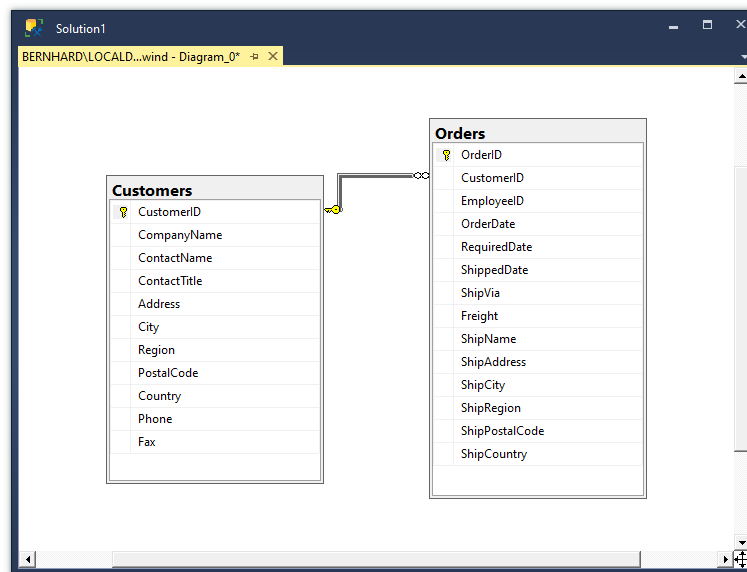 Solution1
BERNHARD\LOCALD...wind - Diagram_0*
Customers
CustomerID
CompanyName
ContactName
ContactTitle
Address
City
Region
PostalCode
Country
Phone
Fax
Orders
OrderID
CustomerID
EmployeeID
OrderDate
RequiredDate
ShippedDate
ShipVia
Freight
ShipName
ShipAddress
ShipCity
ShipRegion
ShipPostalCode
ShipCountry